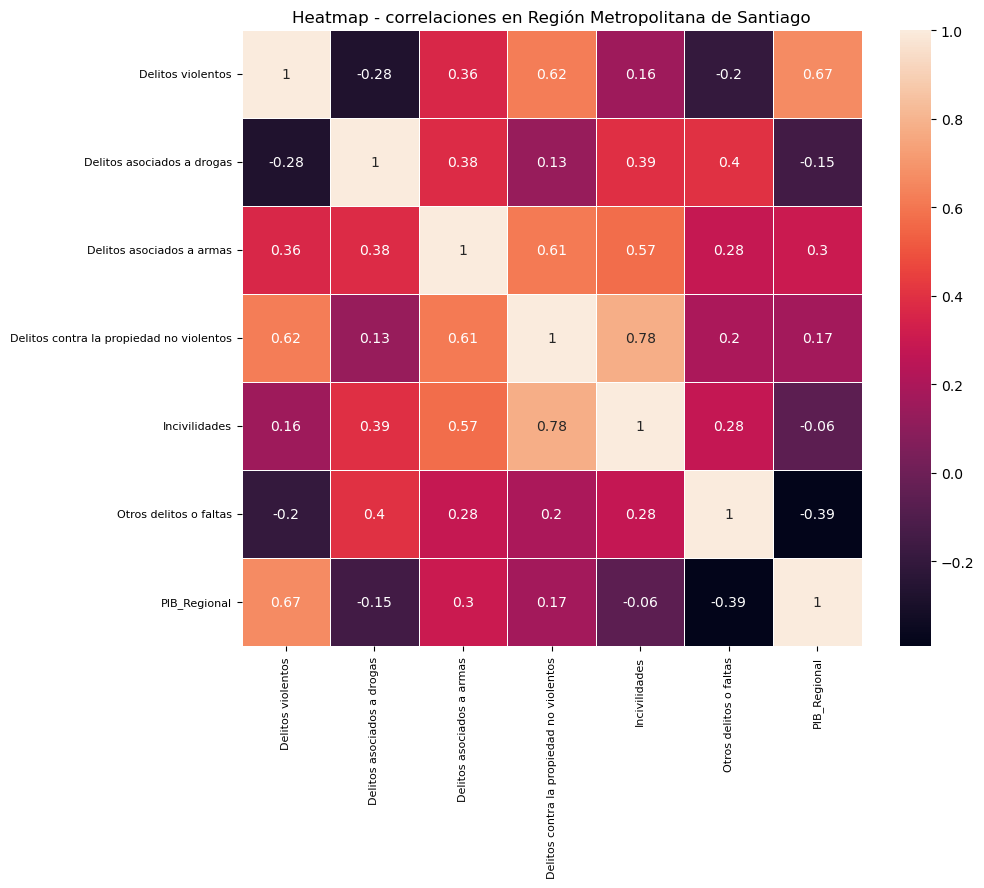 Heatmap - correlaciones en Región Metropolitana de Santiago
Delitos violentos 1 -0.28 0.36 0.62 0.16 -0.2 0.67
Delitos asociados a drogas -0.28 1 0.38 0.13 0.39 0.4 -0.15
Delitos asociados a armas 0.36 0.38 1 0.61 0.57 0.28 0.3
Delitos contra la propiedad no violentos 0.62 0.13 0.61 1 0.78 0.2 0.17
Incivilidades 0.16 0.39 0.57 0.78 1 0.28 -0.06
Otros delitos o faltas -0.2 0.4 0.28 0.2 0.28 1 -0.39
PIB_Regional 0.67 -0.15 0.3 0.17 -0.06 -0.39 1
Delitos violentos
Delitos asociados a drogas
Delitos asociados a armas
Delitos contra la propiedad no violentos
Incivilidades
Otros delitos o faltas
PIB_Regional
1.0
0.8
0.6
0.4
0.2
0.0
−0.2